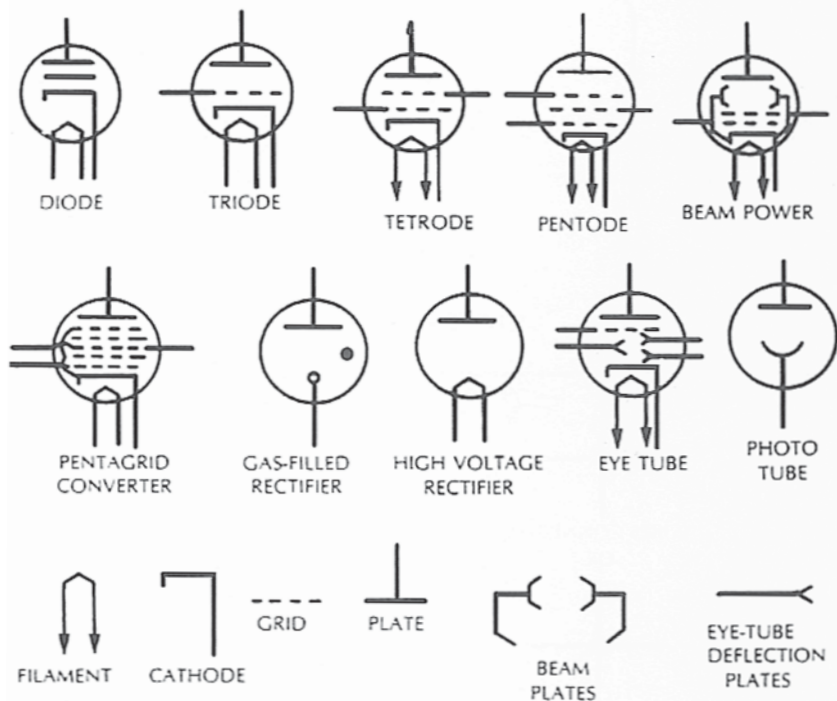 DIODE
TRIODE
TETRODE
PENTODE
BEAM POWER
PENTAGRID
CONVERTER
GAS-FILLED
RECTIFIER
HIGH VOLTAGE
RECTIFIER
EYE TUBE
PHOTO
TUBE
FILAMENT
CATHODE
GRID
PLATE
BEAM
PLATES
EYE-TUBE
DEFLECTION
PLATES